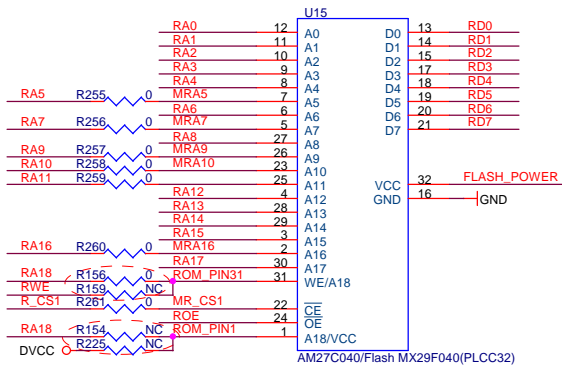 U15
RA0 12 A0 D0 13 RD0
RA1 11 A1 D1 14 RD1
RA2 10 A2 D2 15 RD2
RA3 9 A3 D3 17 RD3
RA4 8 A4 D4 18 RD4
RA5 R255 0 MRA5 7 A5 D5 19 RD5
RA6 6 A6 D6 20 RD6
RA7 R256 0 MRA7 5 A7 D7 21 RD7
RA8 27 A8
RA9 R257 0 MRA9 26 A9
RA10 R258 0 MRA10 23 A10
RA11 R259 0 25 A11 VCC 32 FLASH_POWER
RA12 4 A12 GND 16 GND
RA13 28 A13
RA14 29 A14
RA15 3 A15
RA16 R260 0 MRA16 2 A16
RA17 30 A17
RA18 R156 0 ROM_PIN31 31 WE/A18
RWE R159 NC
R_CS1 R261 0 MR_CS1 22 CE
ROE 24 OE
RA18 R154 NC ROM_PIN1 1 A18/VCC
DVCC R225 NC
AM27C040/Flash MX29F040(PLCC32)